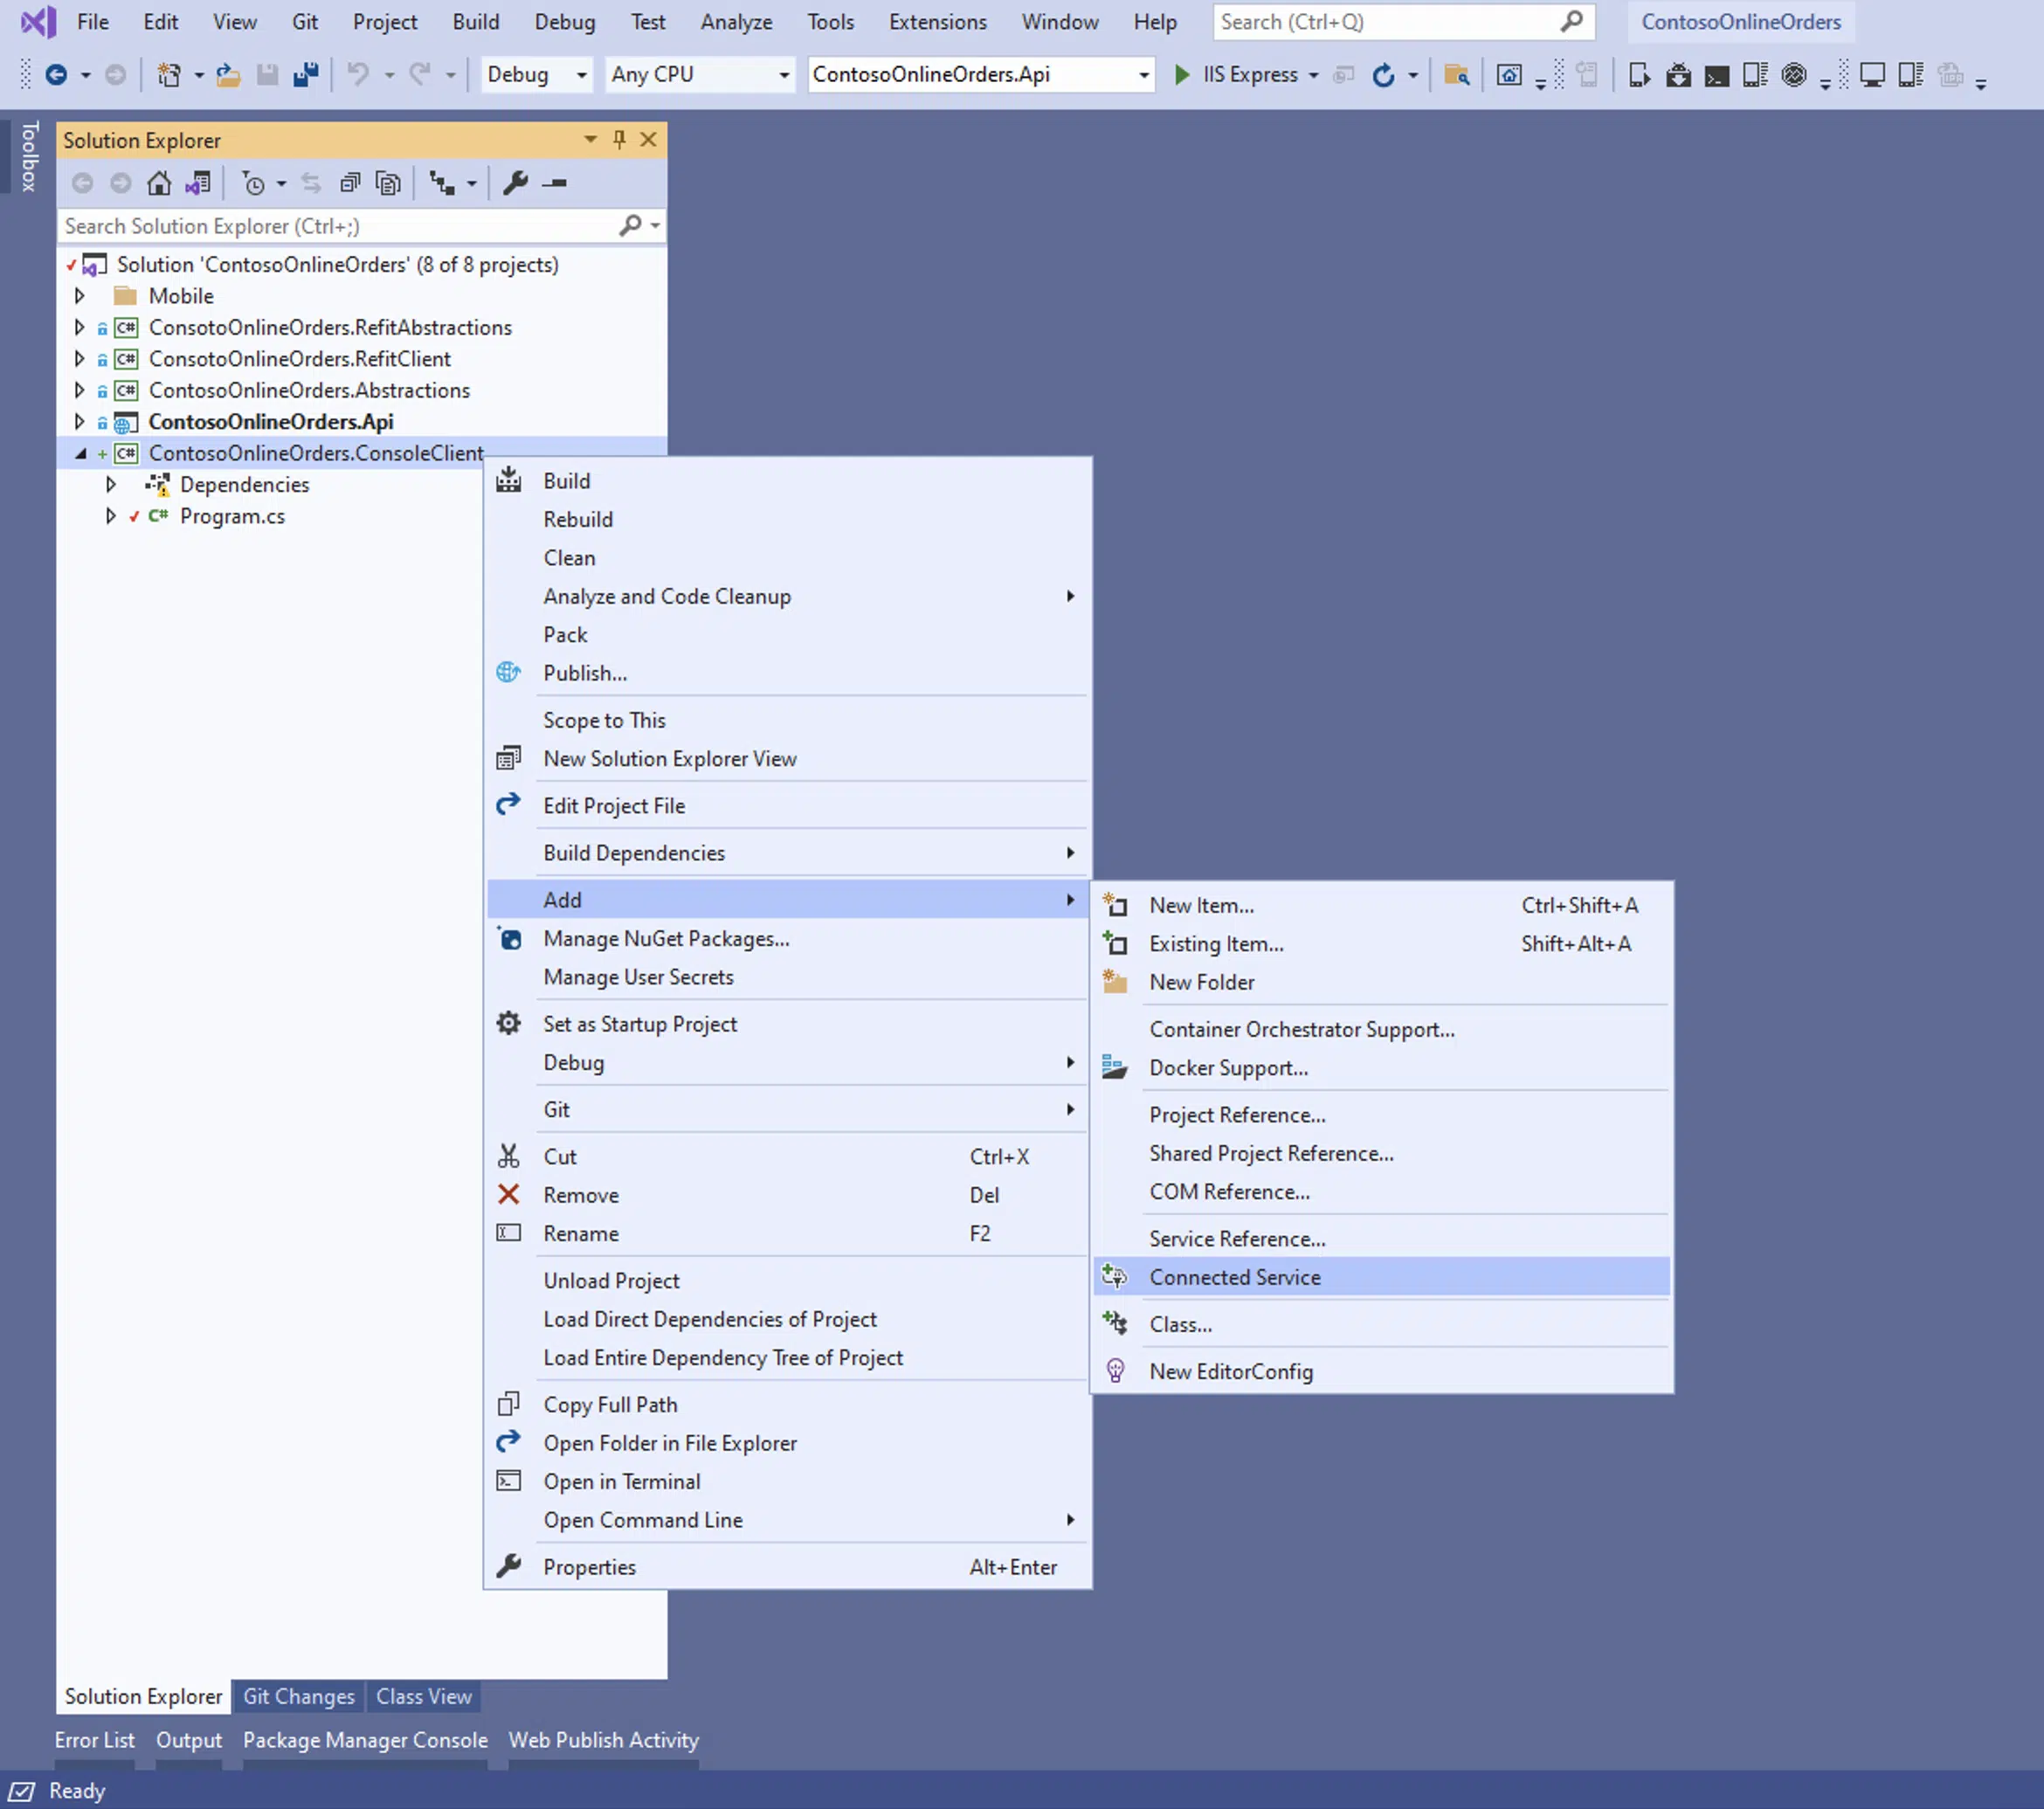 File Edit View Git Project Build Debug Test Analyze Tools Extensions Window Help Search (Ctrl+Q) ContosoOnlineOrders
Debug Any CPU ContosoOnlineOrders.Api IIS Express
Toolbox
Solution Explorer
Search Solution Explorer (Ctrl+;)
Solution 'ContosoOnlineOrders' (8 of 8 projects)
Mobile
C# ConsotoOnlineOrders.RefitAbstractions
C# ConsotoOnlineOrders.RefitClient
C# ContosoOnlineOrders.Abstractions
ContosoOnlineOrders.Api
C# ContosoOnlineOrders.ConsoleClient
Dependencies
C# Program.cs
Build
Rebuild
Clean
Analyze and Code Cleanup
Pack
Publish...
Scope to This
New Solution Explorer View
Edit Project File
Build Dependencies
Add
Manage NuGet Packages...
Manage User Secrets
Set as Startup Project
Debug
Git
Cut Ctrl+X
Remove Del
Rename F2
Unload Project
Load Direct Dependencies of Project
Load Entire Dependency Tree of Project
Copy Full Path
Open Folder in File Explorer
Open in Terminal
Open Command Line
Properties Alt+Enter
New Item... Ctrl+Shift+A
Existing Item... Shift+Alt+A
New Folder
Container Orchestrator Support...
Docker Support...
Project Reference...
Shared Project Reference...
COM Reference...
Service Reference...
Connected Service
Class...
New EditorConfig
Solution Explorer Git Changes Class View
Error List Output Package Manager Console Web Publish Activity
Ready